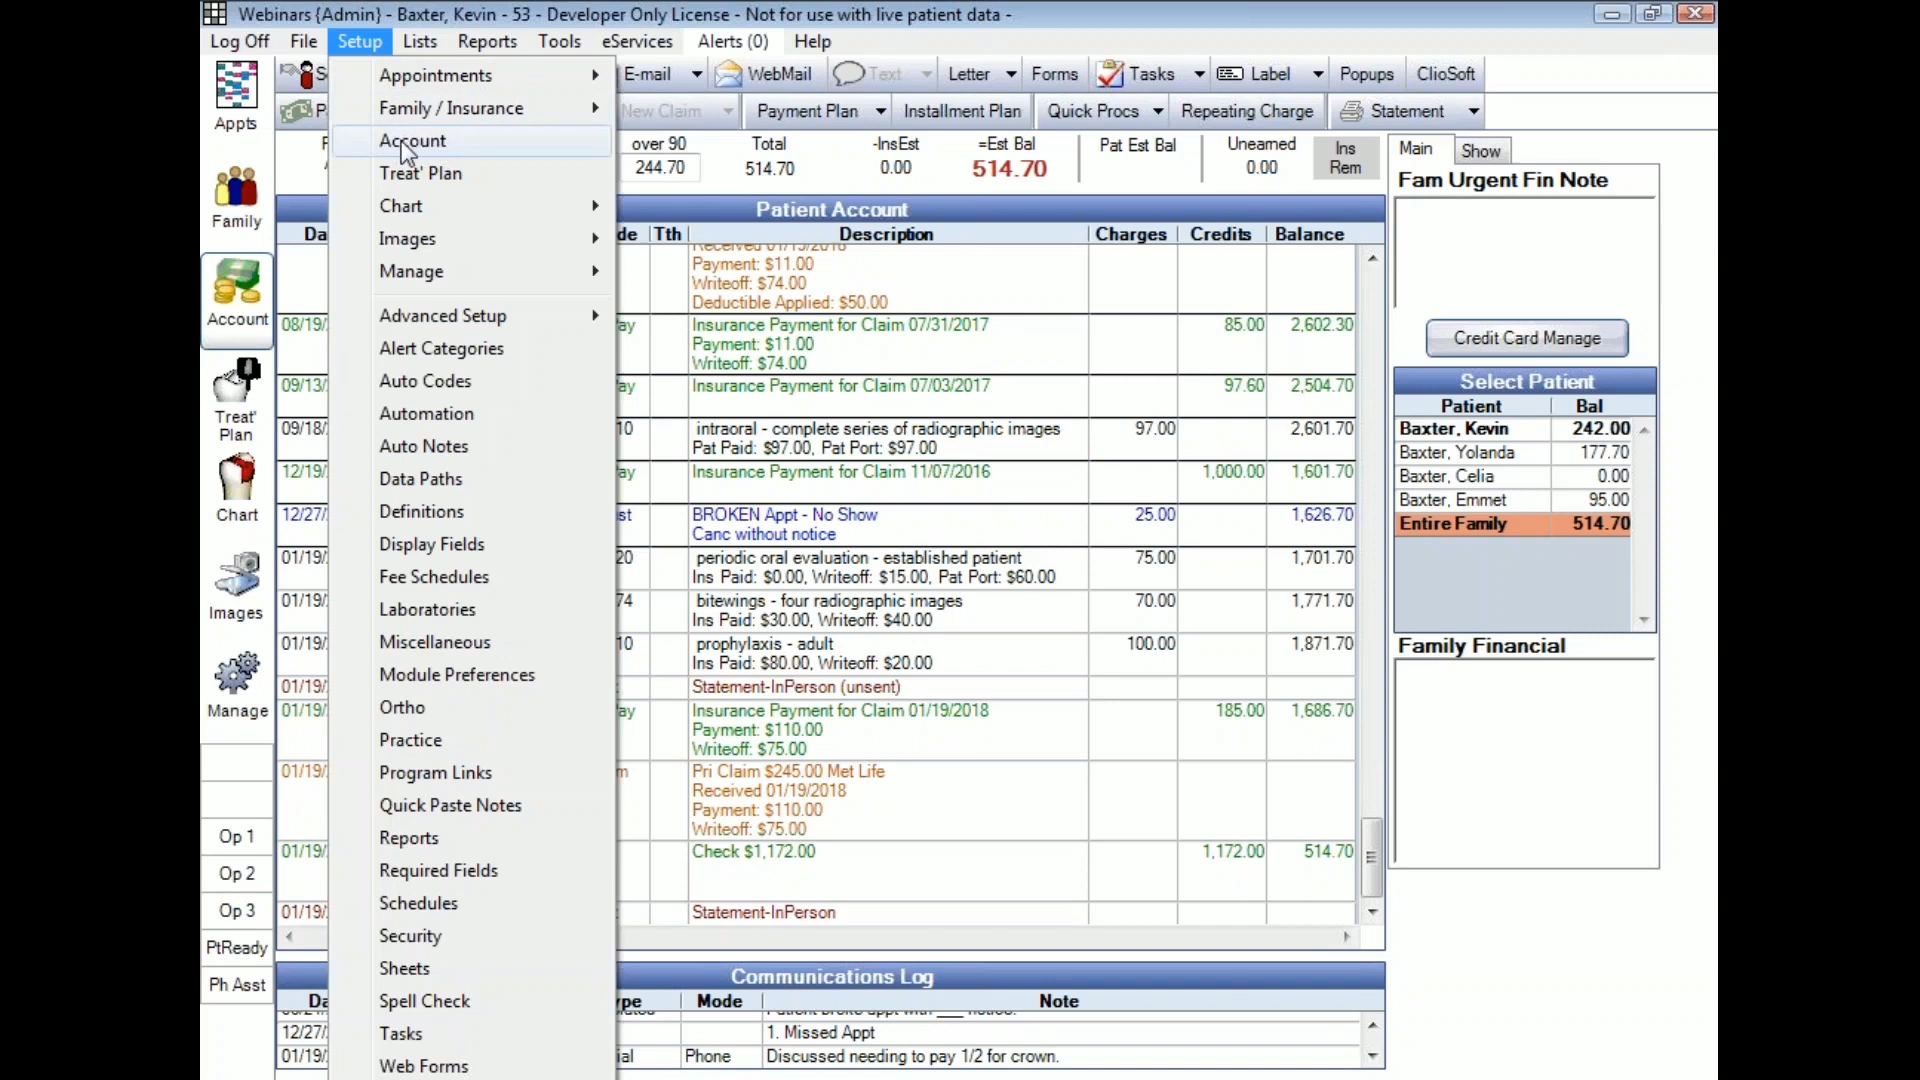 Webinars {Admin} - Baxter, Kevin - 53 - Developer Only License - Not for use with live patient data -
Log Off File Setup Lists Reports Tools eServices Alerts (0) Help
E-mail WebMail Text Letter Forms Tasks Label Popups ClioSoft
New Claim Payment Plan Installment Plan Quick Procs Repeating Charge Statement
Appts
Family
Account
Treat'
Plan
Chart
Images
Manage
Op 1
Op 2
Op 3
PtReady
Ph Asst
Appointments
Family / Insurance
Account
Treat' Plan
Chart
Images
Manage
Advanced Setup
Alert Categories
Auto Codes
Automation
Auto Notes
Data Paths
Definitions
Display Fields
Fee Schedules
Laboratories
Miscellaneous
Module Preferences
Ortho
Practice
Program Links
Quick Paste Notes
Reports
Required Fields
Schedules
Security
Sheets
Spell Check
Tasks
Web Forms
over 90 Total -InsEst =Est Bal Pat Est Bal Unearned Ins
244.70 514.70 0.00 514.70 0.00 Rem
Patient Account
Da de Tth Description Charges Credits Balance
Received 01/15/2018
Payment: $11.00
Writeoff: $74.00
Deductible Applied: $50.00
08/19/ ay Insurance Payment for Claim 07/31/2017 85.00 2,602.30
Payment: $11.00
Writeoff: $74.00
09/13/ ay Insurance Payment for Claim 07/03/2017 97.60 2,504.70
09/18/ 10 intraoral - complete series of radiographic images 97.00 2,601.70
Pat Paid: $97.00, Pat Port: $97.00
12/19/ ay Insurance Payment for Claim 11/07/2016 1,000.00 1,601.70
12/27/ st BROKEN Appt - No Show 25.00 1,626.70
Canc without notice
01/19/ 20 periodic oral evaluation - established patient 75.00 1,701.70
Ins Paid: $0.00, Writeoff: $15.00, Pat Port: $60.00
01/19/ 74 bitewings - four radiographic images 70.00 1,771.70
Ins Paid: $30.00, Writeoff: $40.00
01/19/ 10 prophylaxis - adult 100.00 1,871.70
Ins Paid: $80.00, Writeoff: $20.00
01/19/ Statement-InPerson (unsent)
01/19/ ay Insurance Payment for Claim 01/19/2018 185.00 1,686.70
Payment: $110.00
Writeoff: $75.00
01/19/ m Pri Claim $245.00 Met Life
Received 01/19/2018
Payment: $110.00
Writeoff: $75.00
01/19/ Check $1,172.00 1,172.00 514.70
01/19/ Statement-InPerson
Communications Log
Da ype Mode Note
12/27/ 1. Missed Appt
01/19/ ial Phone Discussed needing to pay 1/2 for crown.
Main Show
Fam Urgent Fin Note
Credit Card Manage
Select Patient
Patient Bal
Baxter, Kevin 242.00
Baxter, Yolanda 177.70
Baxter, Celia 0.00
Baxter, Emmet 95.00
Entire Family 514.70
Family Financial